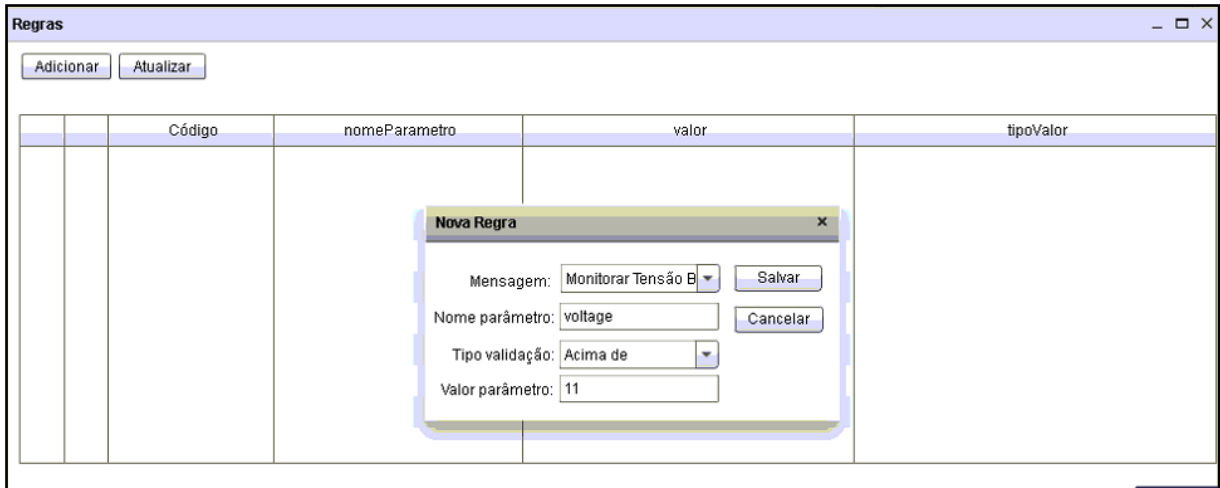 Regras
Adicionar Atualizar
Código nomeParametro valor tipoValor
Nova Regra
Mensagem: Monitorar Tensão B Salvar
Nome parâmetro: voltage Cancelar
Tipo validação: Acima de
Valor parâmetro: 11